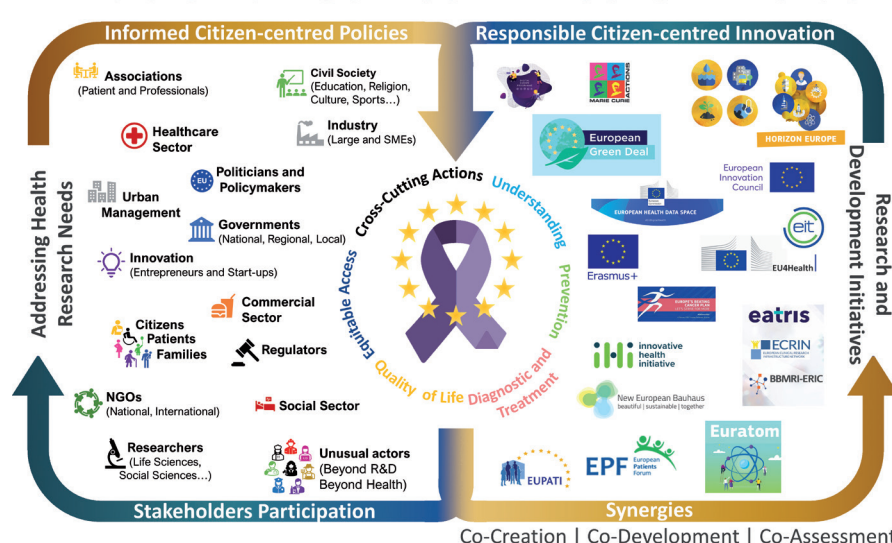 Informed Citizen-centred Policies
Responsible Citizen-centred Innovation
Addressing Health
Research Needs
Associations
(Patient and Professionals)
Civil Society
(Education, Religion,
Culture, Sports...)
Healthcare
Sector
Industry
(Large and SMEs)
EU
Politicians and
Policymakers
Urban
Management
Governments
(National, Regional, Local)
Innovation
(Entrepreneurs and Start-ups)
Commercial
Sector
Citizens
Patients
Families
Regulators
NGOs
(National, International)
Social Sector
Researchers
(Life Sciences,
Social Sciences...)
Unusual actors
(Beyond R&D
Beyond Health)
Cross-Cutting Actions
Understanding
Prevention
Diagnostic and
Treatment
Quality of Life
Equitable Access
MARIE CURIE
ACTIONS
HORIZON EUROPE
European
Green Deal
European
Innovation
Council
EUROPEAN HEALTH DATA SPACE
eit
Erasmus+
EU4Health
EUROPE'S BEATING
CANCER PLAN
eatris
innovative
health
initiative
ECRIN
BBMRI-ERIC
New European Bauhaus
beautiful | sustainable | together
EUPATI
EPF
European
Patients
Forum
Euratom
Research and
Development Initiatives
Stakeholders Participation
Synergies
Co-Creation | Co-Development | Co-Assessment